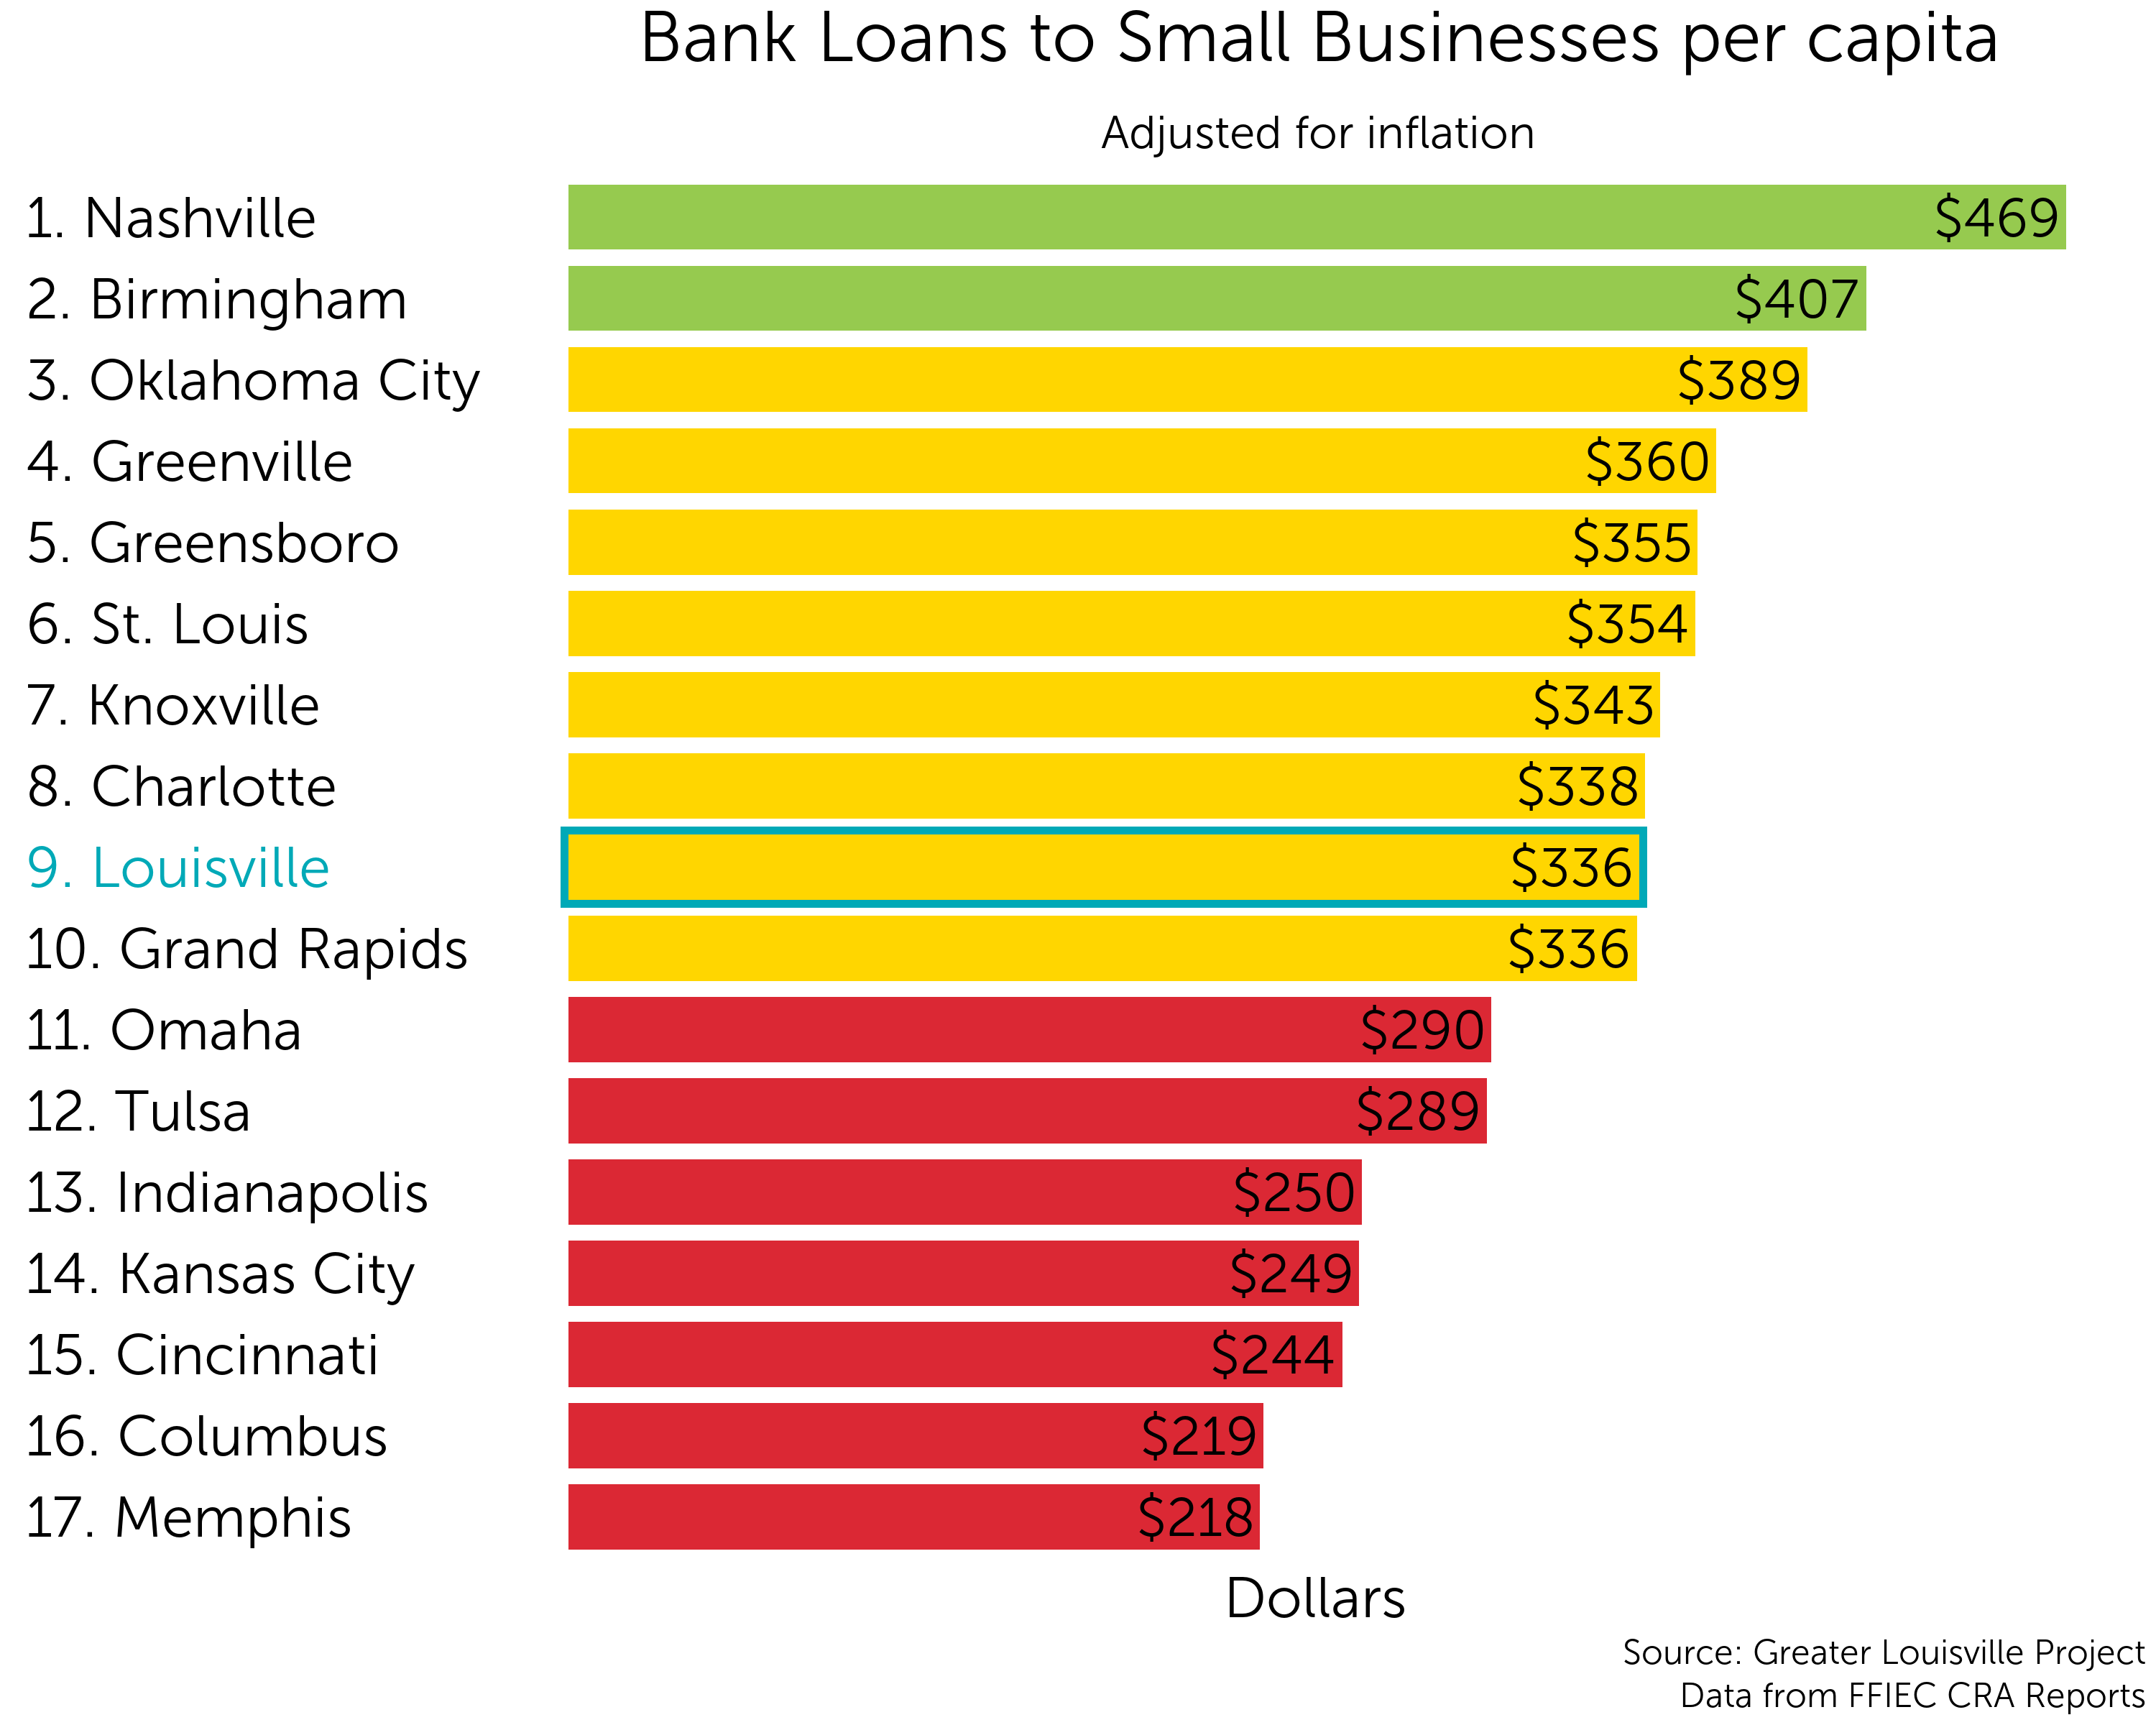 Bank Loans to Small Businesses per capita
Adjusted for inflation
1. Nashville $469
2. Birmingham $407
3. Oklahoma City $389
4. Greenville $360
5. Greensboro $355
6. St. Louis $354
7. Knoxville $343
8. Charlotte $338
9. Louisville $336
10. Grand Rapids $336
11. Omaha $290
12. Tulsa $289
13. Indianapolis $250
14. Kansas City $249
15. Cincinnati $244
16. Columbus $219
17. Memphis $218
Dollars
Source: Greater Louisville Project
Data from FFIEC CRA Reports